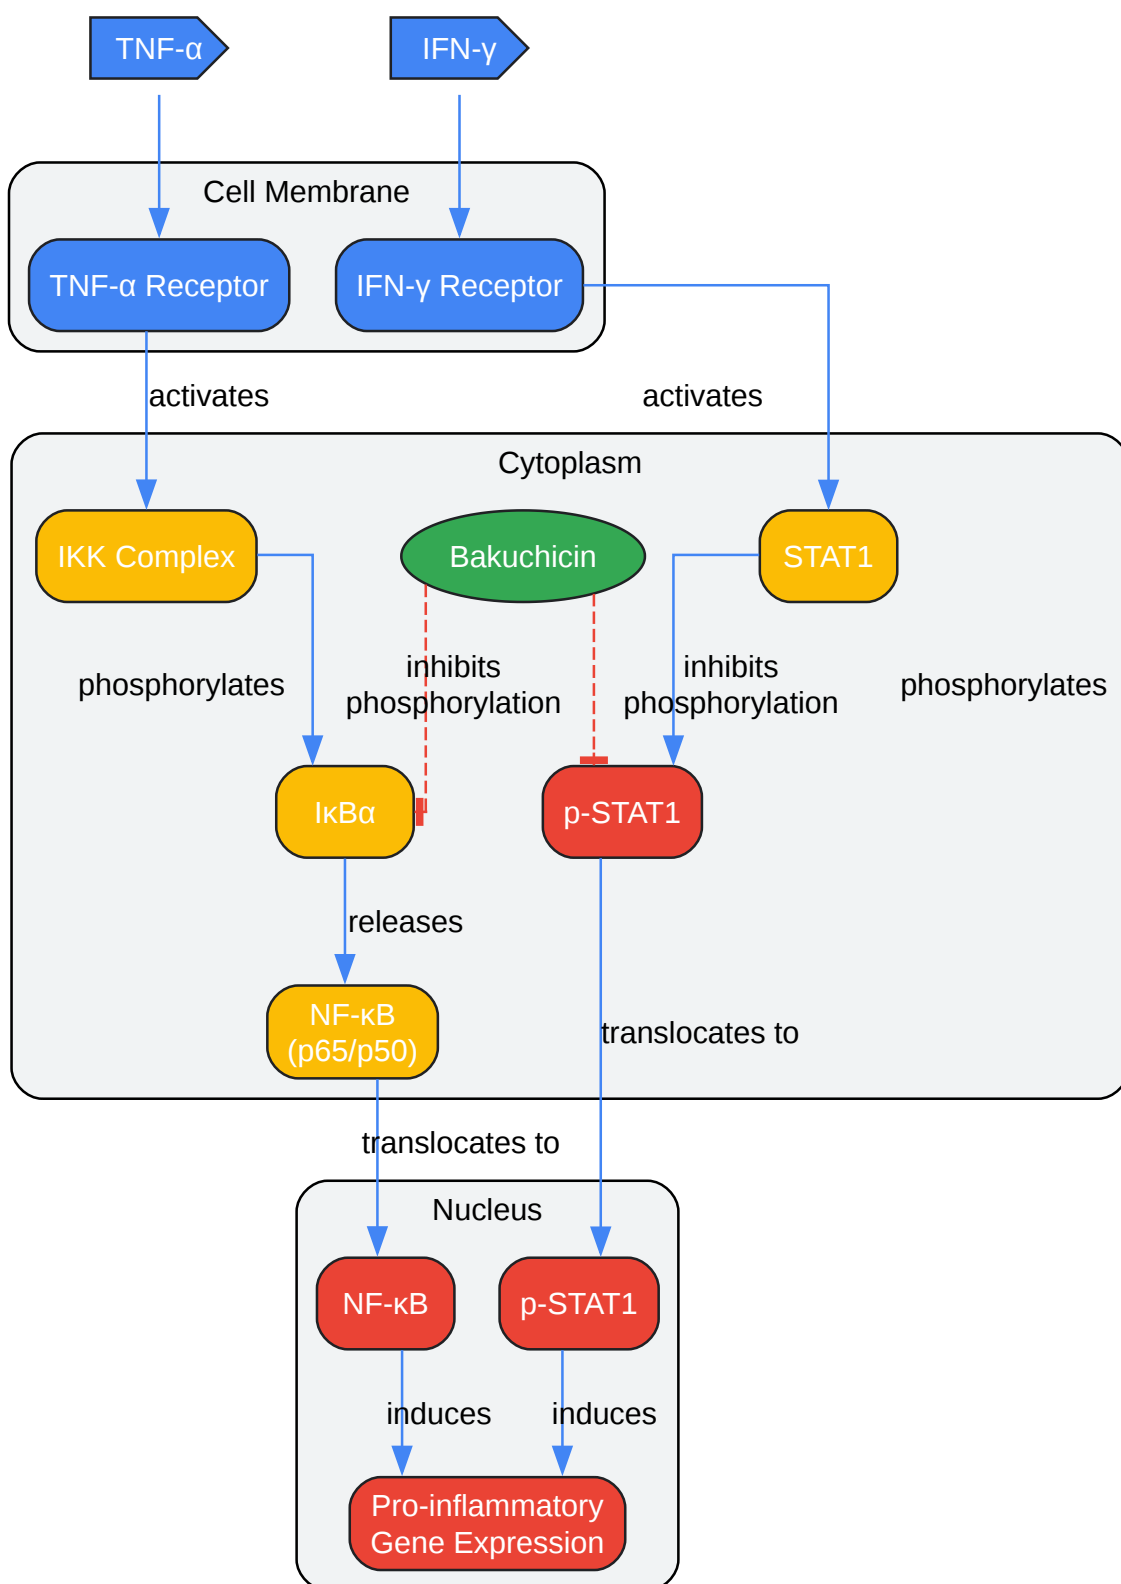 TNF-α
IFN-γ
Cell Membrane
TNF-α Receptor
IFN-γ Receptor
activates
activates
Cytoplasm
IKK Complex
Bakuchicin
STAT1
phosphorylates
inhibits
phosphorylation
inhibits
phosphorylation
phosphorylates
IκBα
p-STAT1
releases
NF-κB
(p65/p50)
translocates to
translocates to
Nucleus
NF-κB
p-STAT1
induces
induces
Pro-inflammatory
Gene Expression